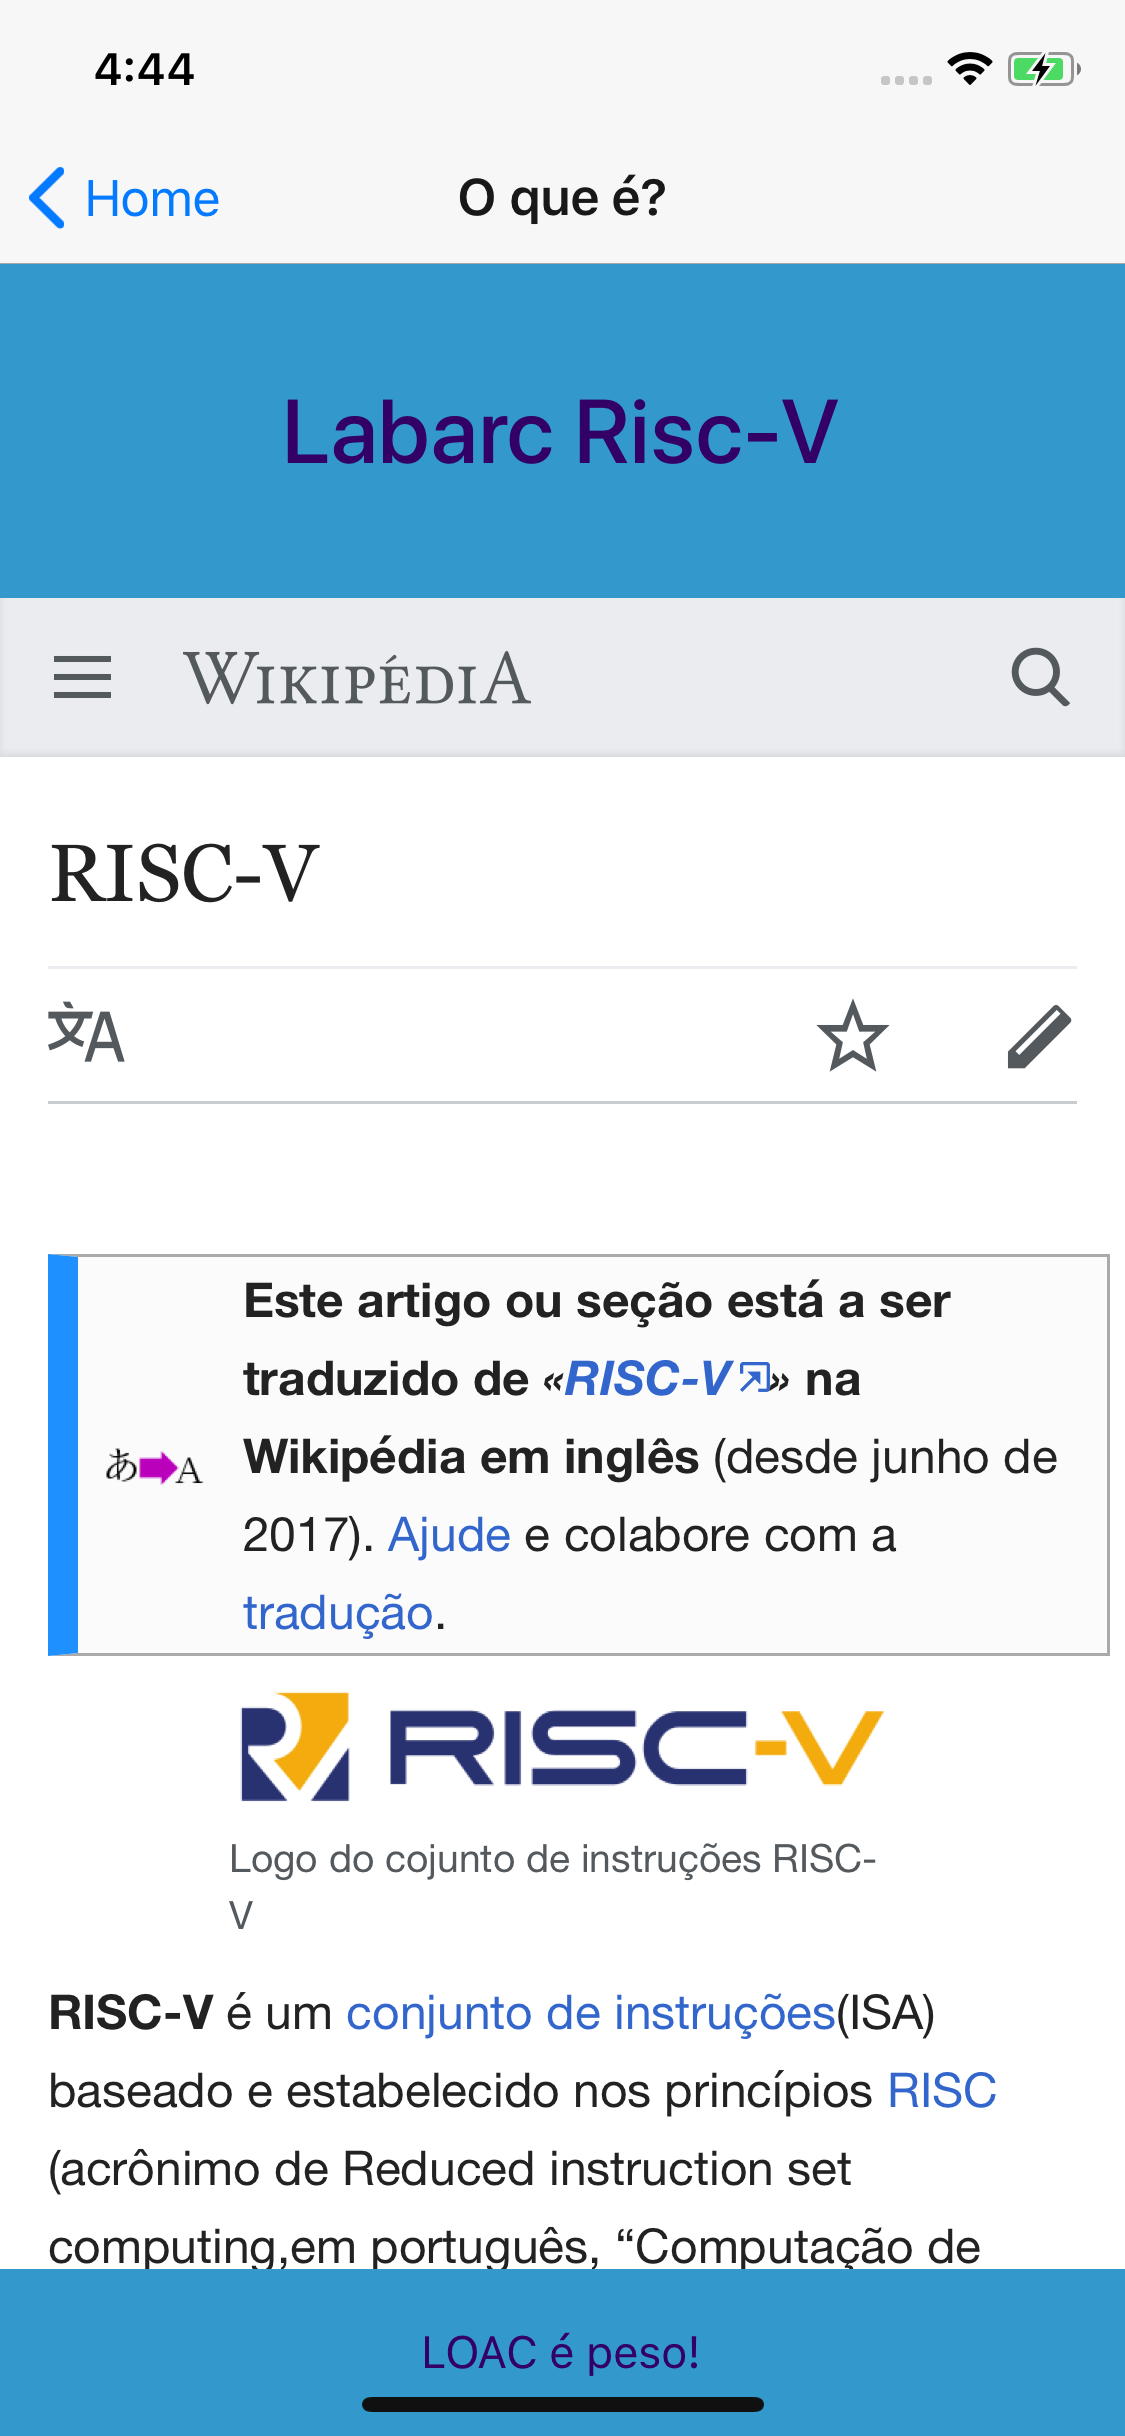 4:44
Home
O que é?
Labarc Risc-V
WIKIPÉDIA
RISC-V
文A
Este artigo ou seção está a ser
traduzido de «RISC-V» na
あ A
Wikipédia em inglês (desde junho de
2017). Ajude e colabore com a
tradução.
RISC-V
Logo do cojunto de instruções RISC-
V
RISC-V é um conjunto de instruções(ISA)
baseado e estabelecido nos princípios RISC
(acrônimo de Reduced instruction set
computing,em português, “Computação de
LOAC é peso!